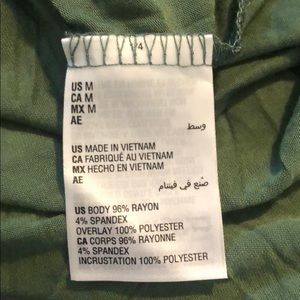 4
US M
CA M
MX M
AE
وسط
US MADE IN VIETNAM
CA FABRIQUÉ AU VIETNAM
MX HECHO EN VIETNAM
AE
صُنع في فيتنام
US BODY 96% RAYON
4% SPANDEX
OVERLAY 100% POLYESTER
CA CORPS 96% RAYONNE
4% SPANDEX
INCRUSTATION 100% POLYESTER